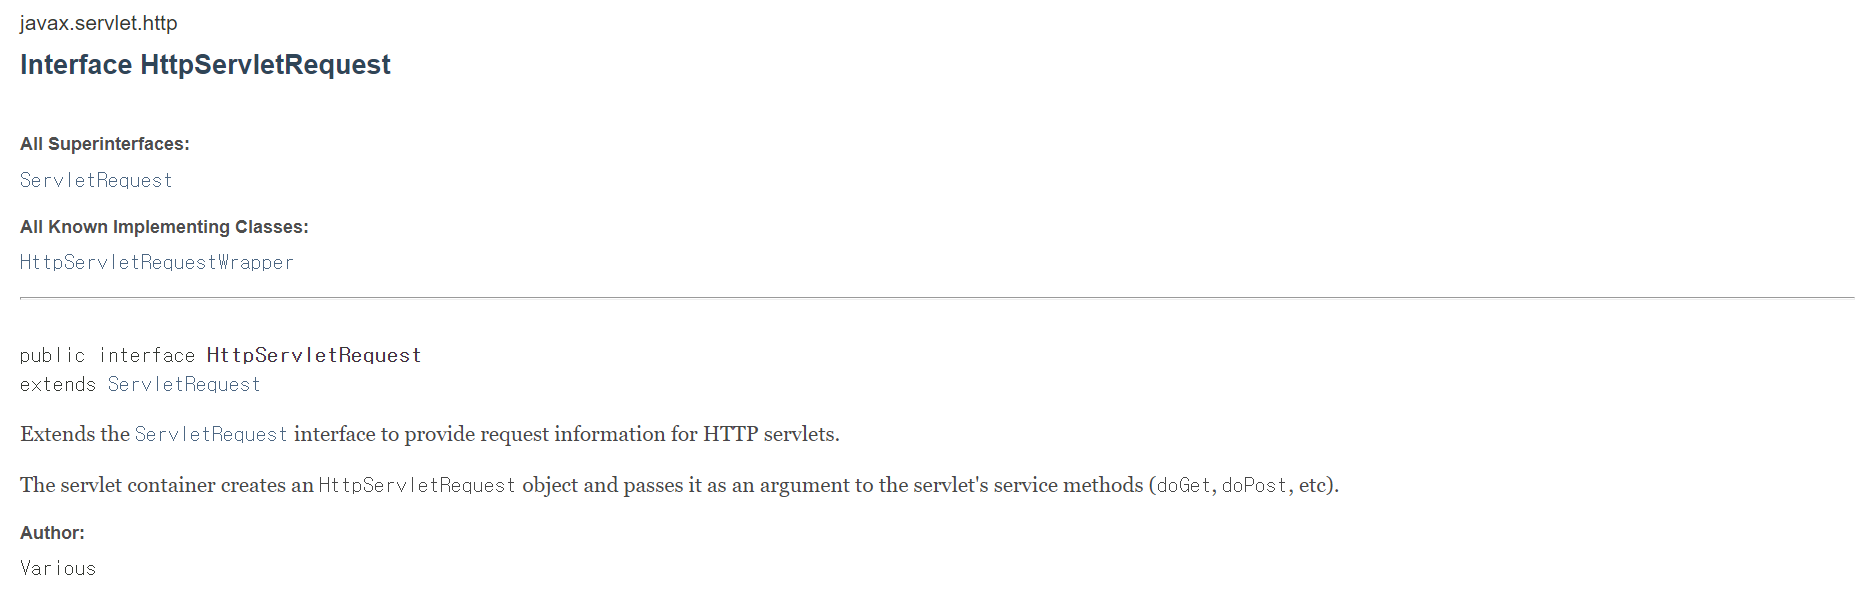 javax.servlet.http
Interface HttpServletRequest
All Superinterfaces:
ServletRequest
All Known Implementing Classes:
HttpServletRequestWrapper
public interface HttpServletRequest
extends ServletRequest
Extends the ServletRequest interface to provide request information for HTTP servlets.
The servlet container creates an HttpServletRequest object and passes it as an argument to the servlet's service methods (doGet, doPost, etc).
Author:
Various